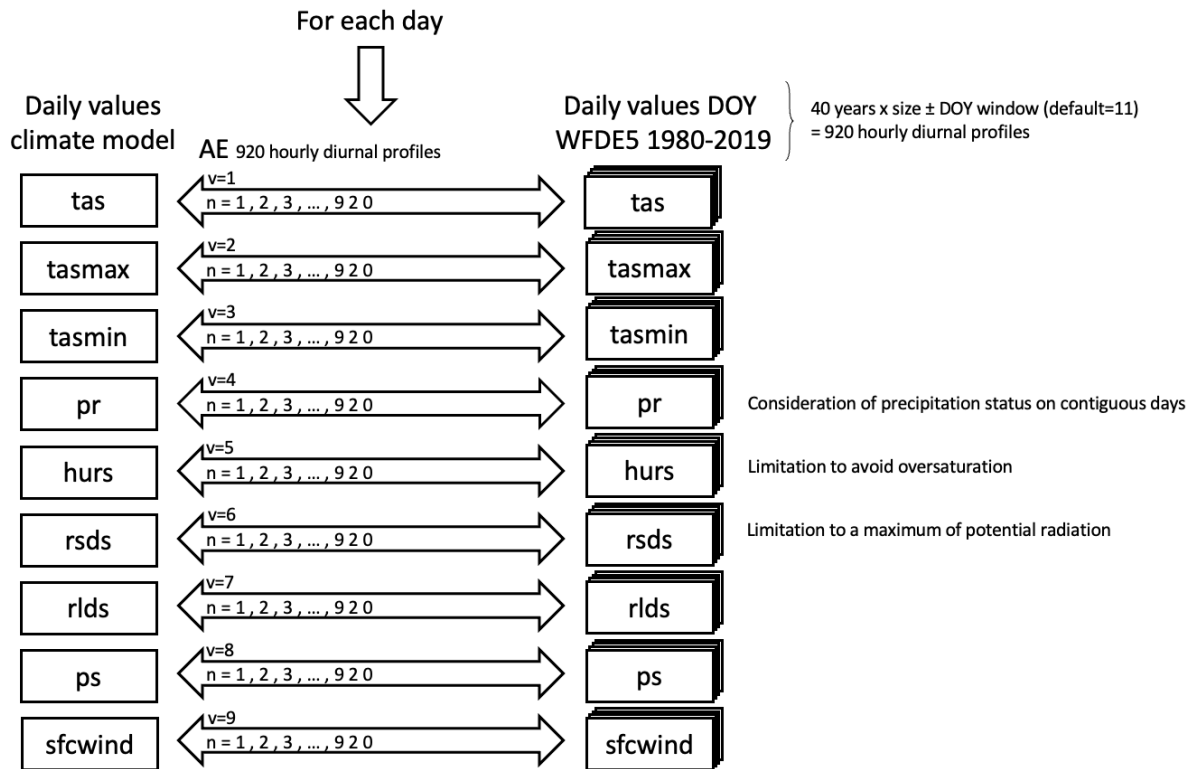 For each day
Daily values
climate model
AE 920 hourly diurnal profiles
Daily values DOY
WFDE5 1980-2019
40 years x size ± DOY window (default=11)
= 920 hourly diurnal profiles
tas
v=1
n = 1 , 2 , 3 , ... , 9 2 0
tas
tasmax
v=2
n = 1 , 2 , 3 , ... , 9 2 0
tasmax
tasmin
v=3
n = 1 , 2 , 3 , ... , 9 2 0
tasmin
pr
v=4
n = 1 , 2 , 3 , ... , 9 2 0
pr
Consideration of precipitation status on contiguous days
hurs
v=5
n = 1 , 2 , 3 , ... , 9 2 0
hurs
Limitation to avoid oversaturation
rsds
v=6
n = 1 , 2 , 3 , ... , 9 2 0
rsds
Limitation to a maximum of potential radiation
rlds
v=7
n = 1 , 2 , 3 , ... , 9 2 0
rlds
ps
v=8
n = 1 , 2 , 3 , ... , 9 2 0
ps
sfcwind
v=9
n = 1 , 2 , 3 , ... , 9 2 0
sfcwind